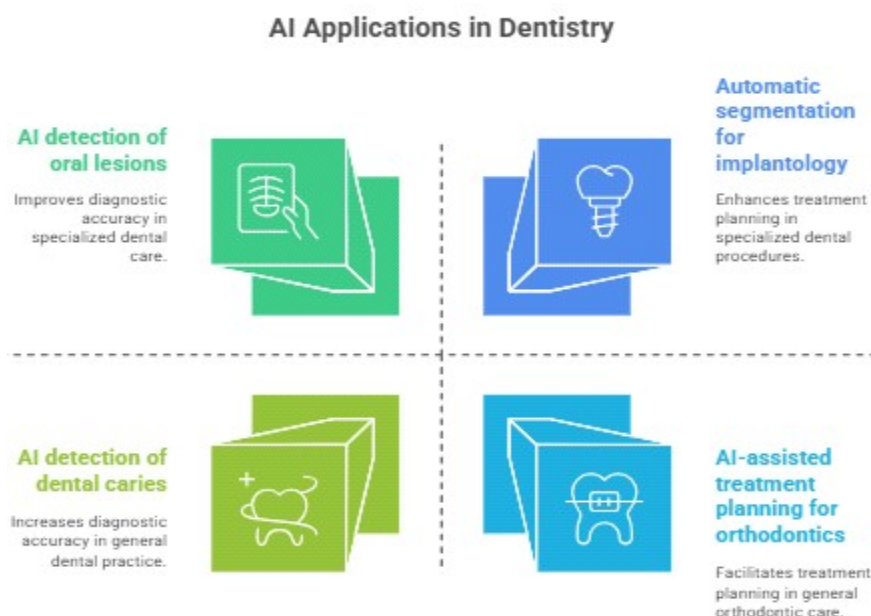 AI Applications in Dentistry
AI detection of
oral lesions
Improves diagnostic
accuracy in
specialized dental
care.
Automatic
segmentation
for
implantology
Enhances treatment
planning in
specialized dental
procedures.
AI detection of
dental caries
Increases diagnostic
accuracy in general
dental practice.
AI-assisted
treatment
planning for
orthodontics
Facilitates treatment
planning in general
orthodontic care.